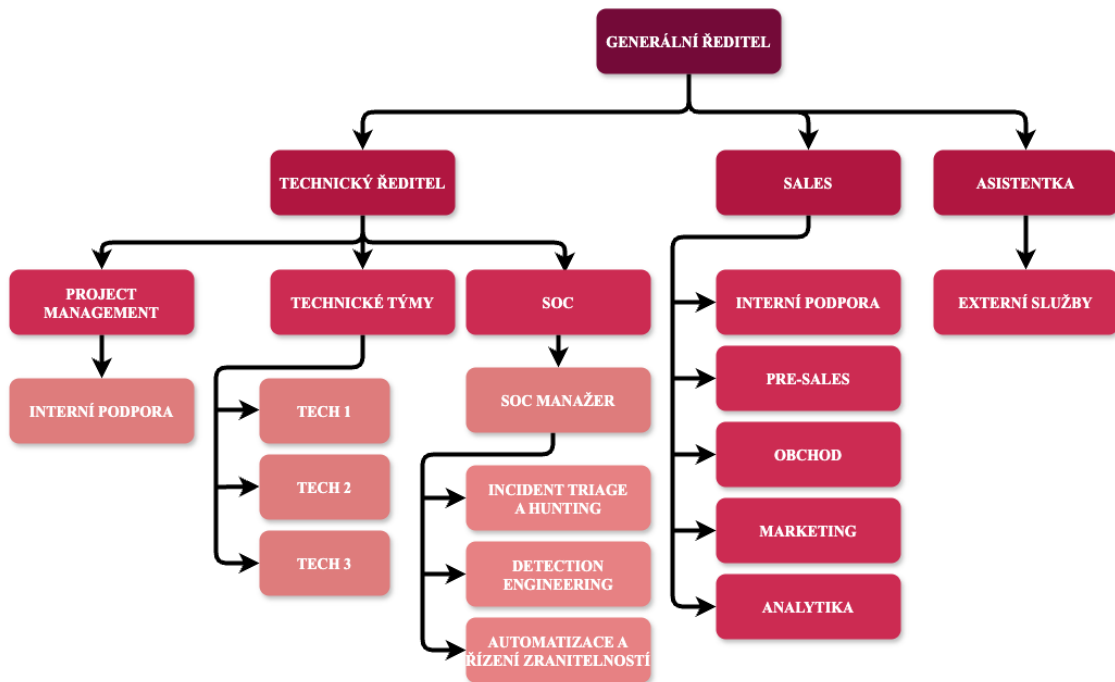 GENERÁLNÍ ŘEDITEL
TECHNICKÝ ŘEDITEL
SALES
ASISTENTKA
PROJECT
MANAGEMENT
TECHNICKÉ TÝMY
SOC
INTERNÍ PODPORA
EXTERNÍ SLUŽBY
INTERNÍ PODPORA
TECH 1
SOC MANAŽER
PRE-SALES
TECH 2
INCIDENT TRIAGE
A HUNTING
OBCHOD
TECH 3
DETECTION
ENGINEERING
MARKETING
AUTOMATIZACE A
ŘÍZENÍ ZRANITELNOSTÍ
ANALYTIKA